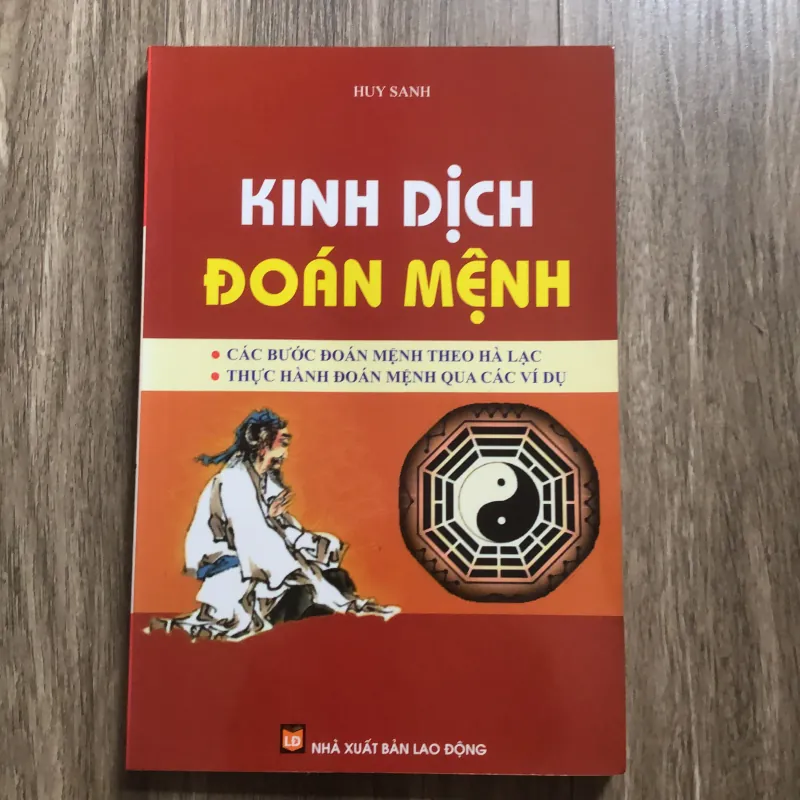 HUY SANH
KINH DỊCH
ĐOÁN MỆNH
• CÁC BƯỚC ĐOÁN MỆNH THEO HÀ LẠC
• THỰC HÀNH ĐOÁN MỆNH QUA CÁC VÍ DỤ
LĐ
NHÀ XUẤT BẢN LAO ĐỘNG